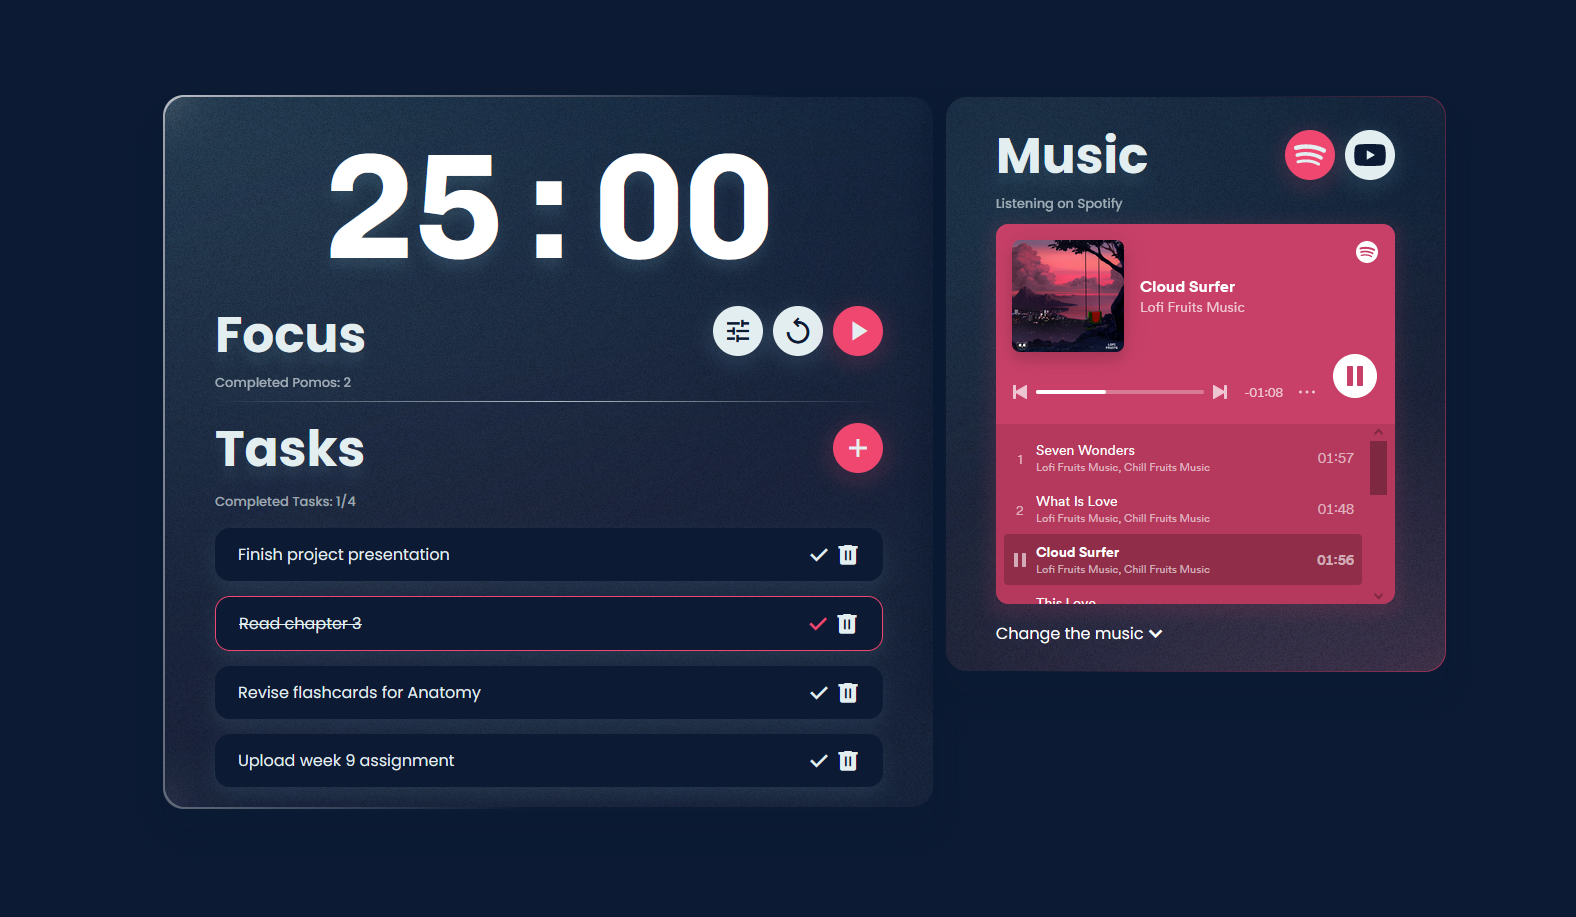 25:00
Focus
Completed Pomos: 2
Tasks
Completed Tasks: 1/4
Finish project presentation
Read chapter 3
Revise flashcards for Anatomy
Upload week 9 assignment
Music
Listening on Spotify
Cloud Surfer
Lofi Fruits Music
LOFI
FRUITS
-01:08
1 Seven Wonders 01:57
Lofi Fruits Music, Chill Fruits Music
2 What Is Love 01:48
Lofi Fruits Music, Chill Fruits Music
Cloud Surfer 01:56
Lofi Fruits Music, Chill Fruits Music
This Love
Change the music